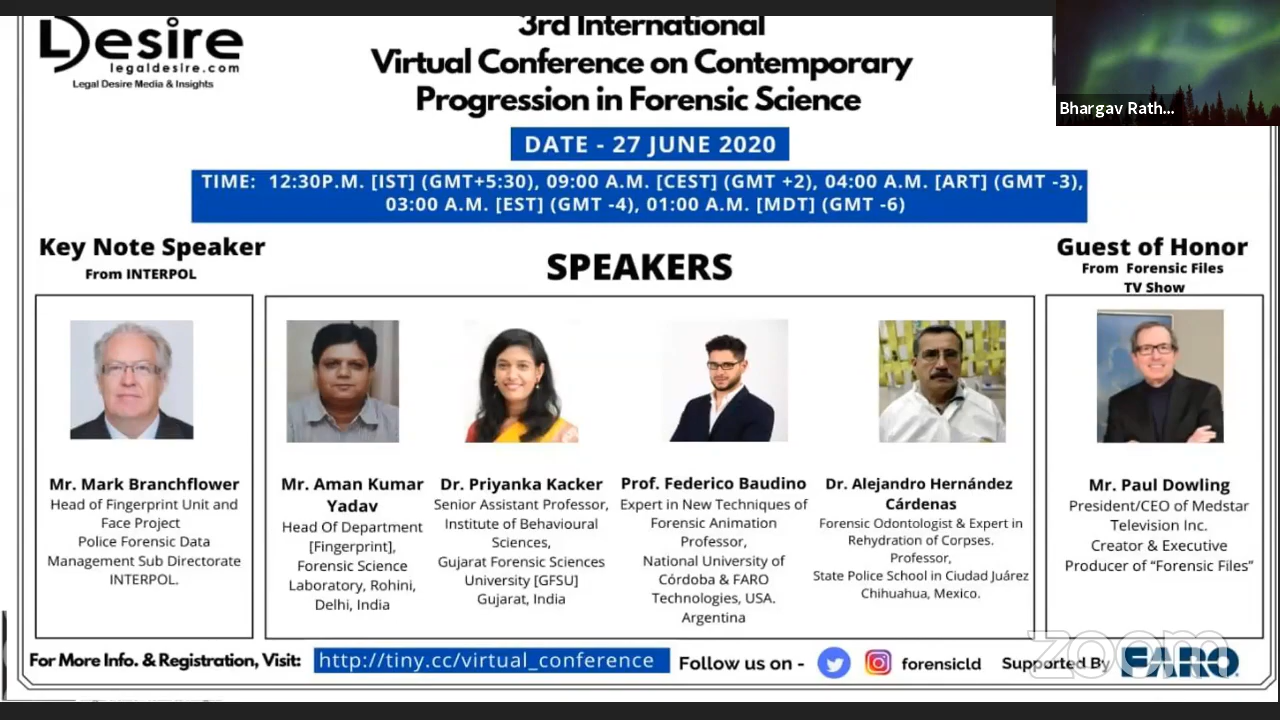 Desire
legaldesire.com
Legal Desire Media & Insights
3rd International
Virtual Conference on Contemporary
Progression in Forensic Science
Bhargav Rath...
DATE - 27 JUNE 2020
TIME: 12:30P.M. [IST] (GMT+5:30), 09:00 A.M. [CEST] (GMT +2), 04:00 A.M. [ART] (GMT -3),
03:00 A.M. [EST] (GMT -4), 01:00 A.M. [MDT] (GMT -6)
Key Note Speaker
From INTERPOL
SPEAKERS
Guest of Honor
From Forensic Files
TV Show
Mr. Mark Branchflower
Head of Fingerprint Unit and
Face Project
Police Forensic Data
Management Sub Directorate
INTERPOL.
Mr. Aman Kumar
Yadav
Head Of Department
[Fingerprint],
Forensic Science
Laboratory, Rohini,
Delhi, India
Dr. Priyanka Kacker
Senior Assistant Professor,
Institute of Behavioural
Sciences,
Gujarat Forensic Sciences
University [GFSU]
Gujarat, India
Prof. Federico Baudino
Expert in New Techniques of
Forensic Animation
Professor,
National University of
Córdoba & FARO
Technologies, USA.
Argentina
Dr. Alejandro Hernández
Cárdenas
Forensic Odontologist & Expert in
Rehydration of Corpses.
Professor,
State Police School in Ciudad Juárez
Chihuahua, Mexico.
Mr. Paul Dowling
President/CEO of Medstar
Television Inc.
Creator & Executive
Producer of “Forensic Files”
For More Info. & Registration, Visit: http://tiny.cc/virtual_conference Follow us on - forensicld Supported By FARO
zoom